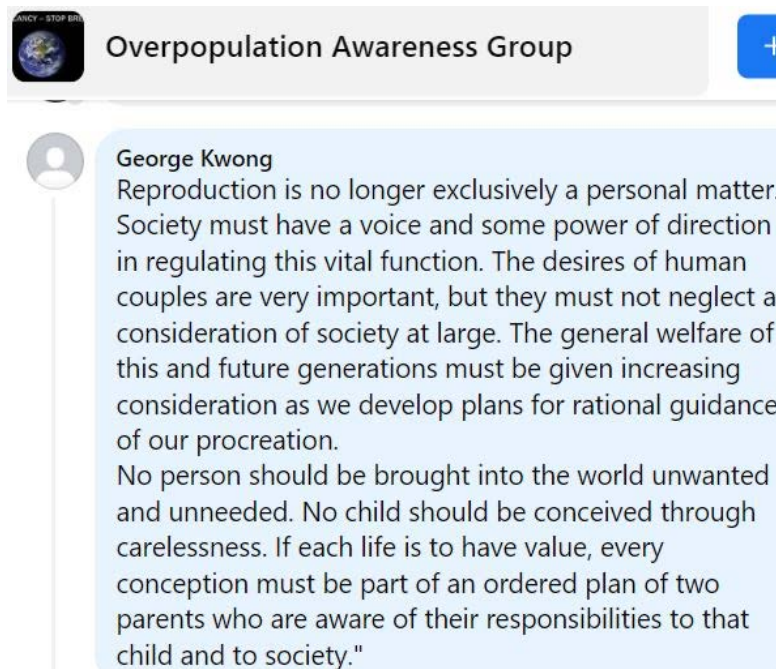 ANCY - STOP BRE
Overpopulation Awareness Group
+
George Kwong
Reproduction is no longer exclusively a personal matter.
Society must have a voice and some power of direction
in regulating this vital function. The desires of human
couples are very important, but they must not neglect a
consideration of society at large. The general welfare of
this and future generations must be given increasing
consideration as we develop plans for rational guidance
of our procreation.
No person should be brought into the world unwanted
and unneeded. No child should be conceived through
carelessness. If each life is to have value, every
conception must be part of an ordered plan of two
parents who are aware of their responsibilities to that
child and to society."